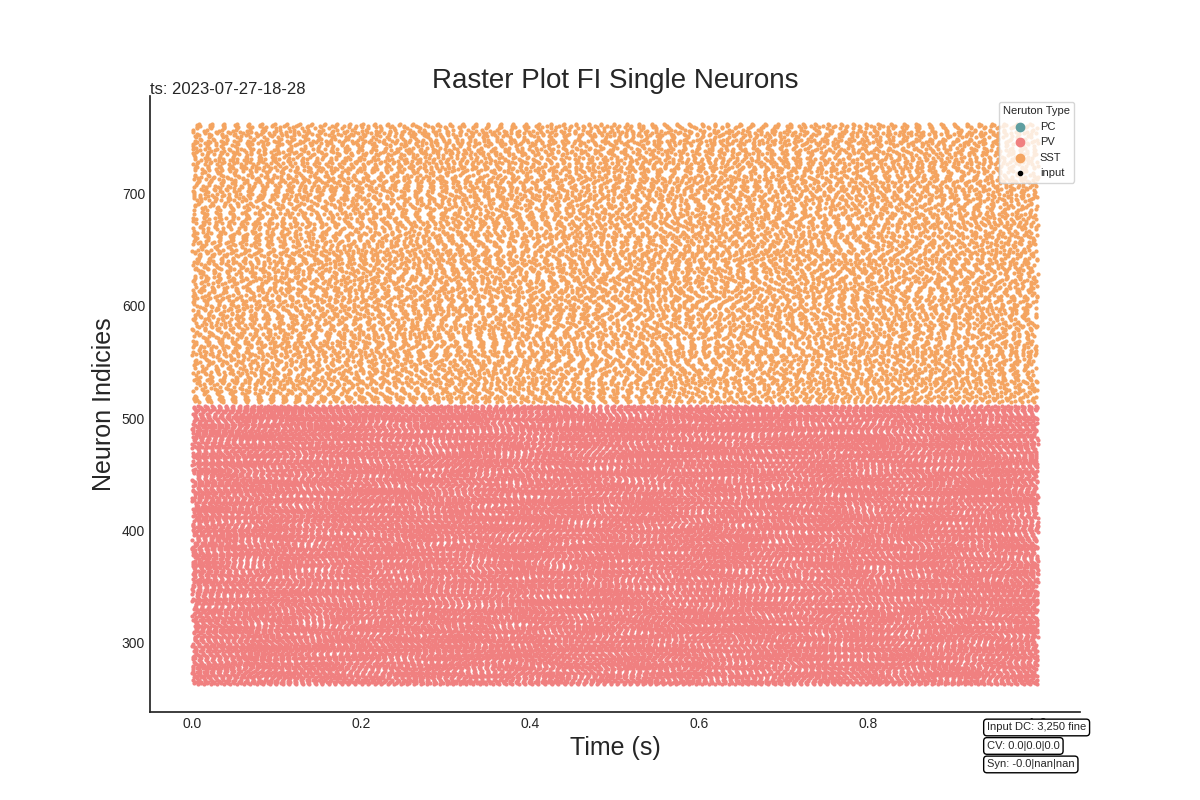 Raster Plot FI Single Neurons
ts: 2023-07-27-18-28
Neruton Type
PC
PV
SST
input
Neuron Indicies
700
600
500
400
300
0.0
0.2
0.4
0.6
0.8
Time (s)
Input DC: 3,250 fine
CV: 0.0|0.0|0.0
Syn: -0.0|nan|nan